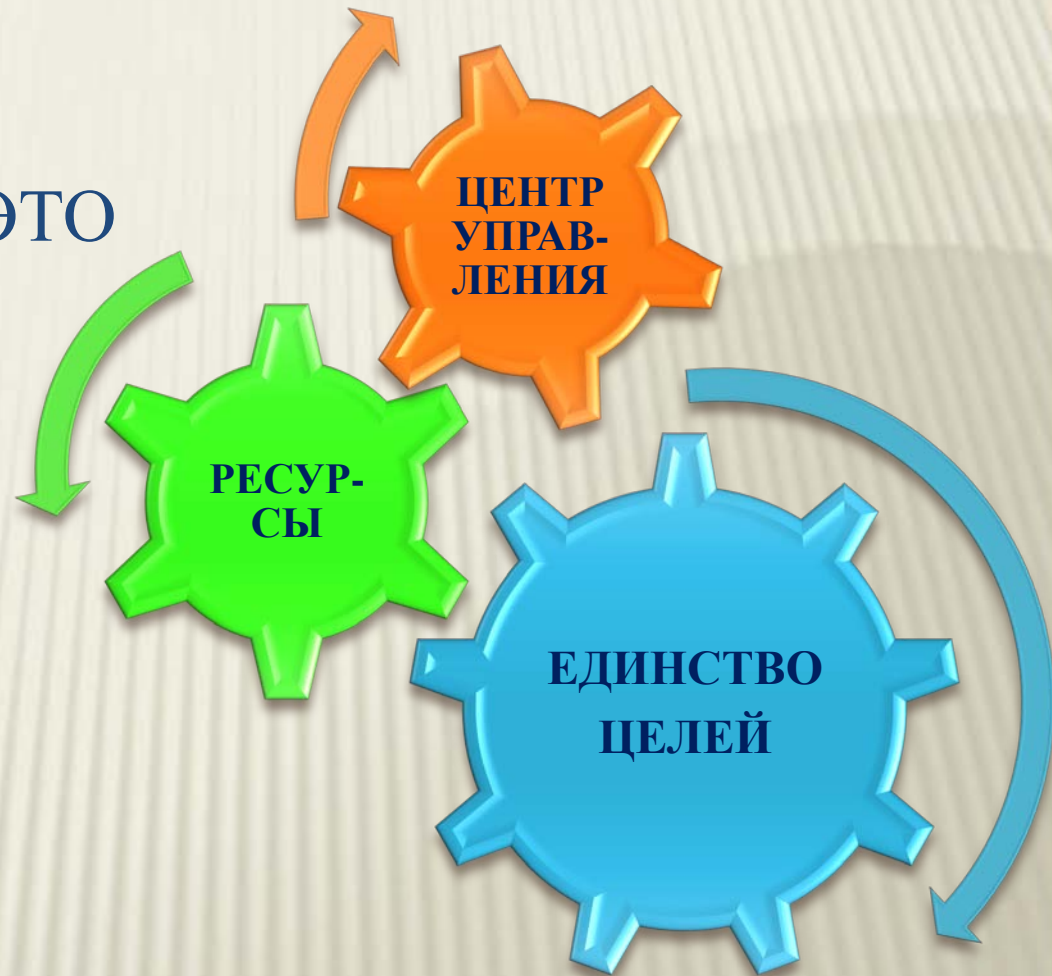 ЭТО
ЦЕНТР
УПРАВ-
ЛЕНИЯ
РЕСУР-
СЫ
ЕДИНСТВО
ЦЕЛЕЙ